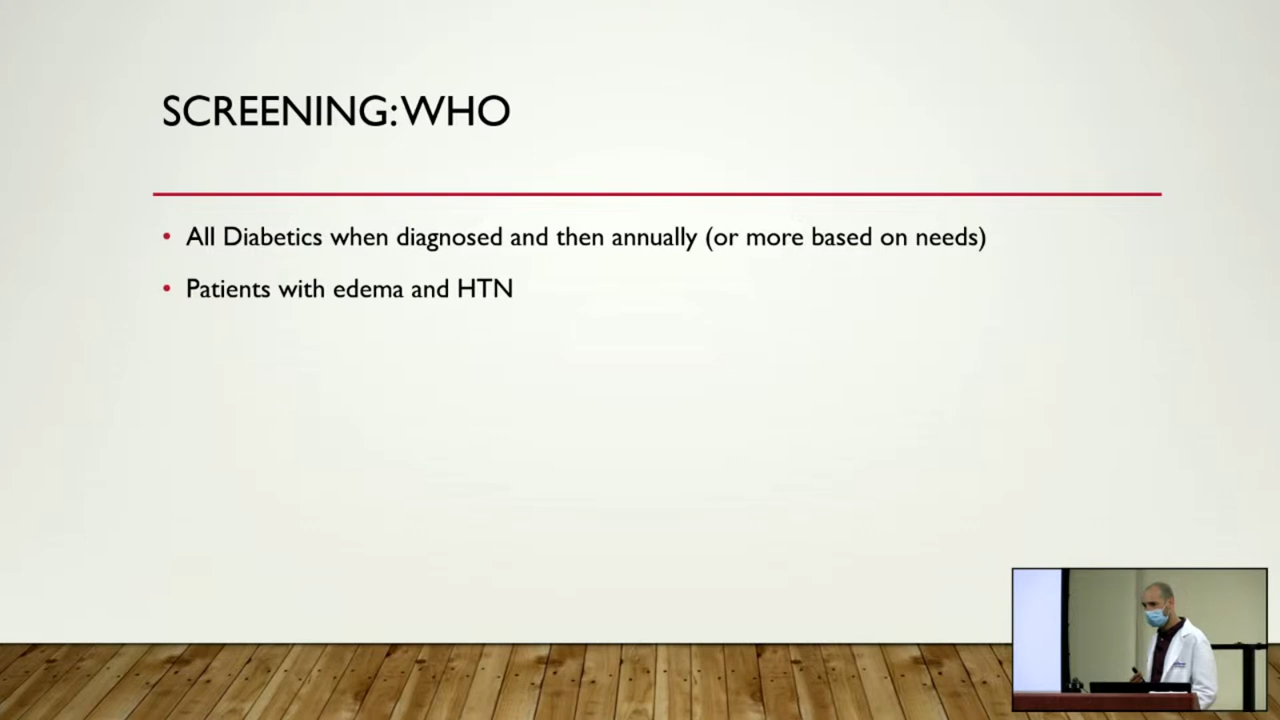 SCREENING: WHO
• All Diabetics when diagnosed and then annually (or more based on needs)
• Patients with edema and HTN